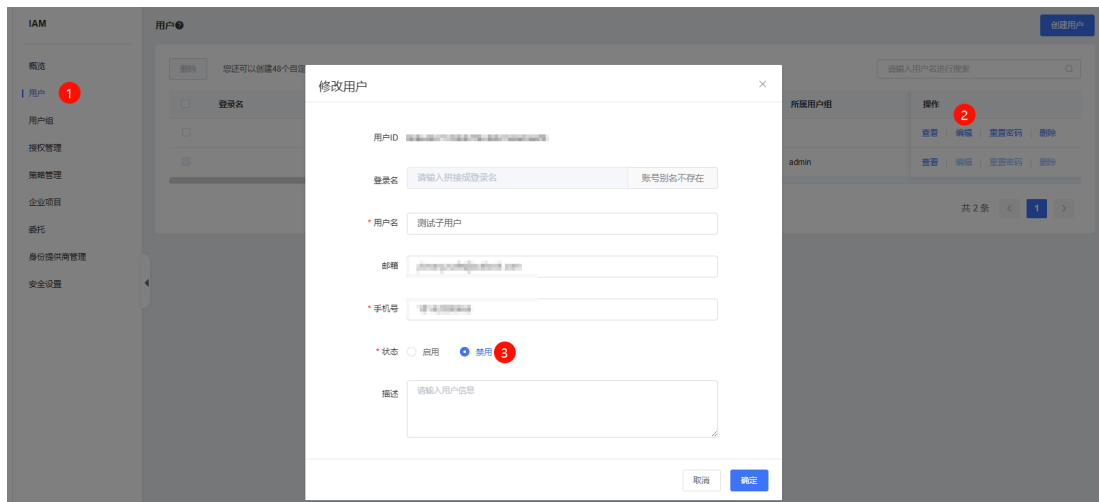 IAM
用户
创建用户
概览
用户
1
用户组
授权管理
策略管理
企业项目
委托
身份提供商管理
安全设置
删除
您还可以创建48个自定
请输入用户名进行搜索
登录名
所属用户组
操作
2
查看 编辑 重置密码 删除
admin
查看 编辑 重置密码 删除
共 2 条 < 1 >
修改用户
用户ID
登录名 请输入拼接成登录名 账号别名不存在
* 用户名 测试子用户
邮箱
* 手机号
* 状态 启用 禁用 3
描述 请输入用户信息
取消 确定